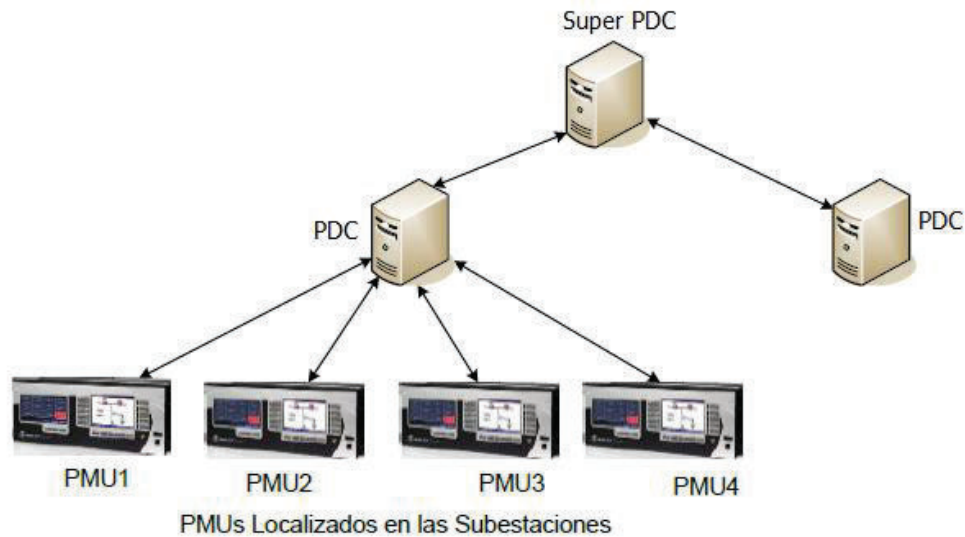 Super PDC
PDC
PDC
PMU1
PMU2
PMU3
PMU4
PMUs Localizados en las Subestaciones